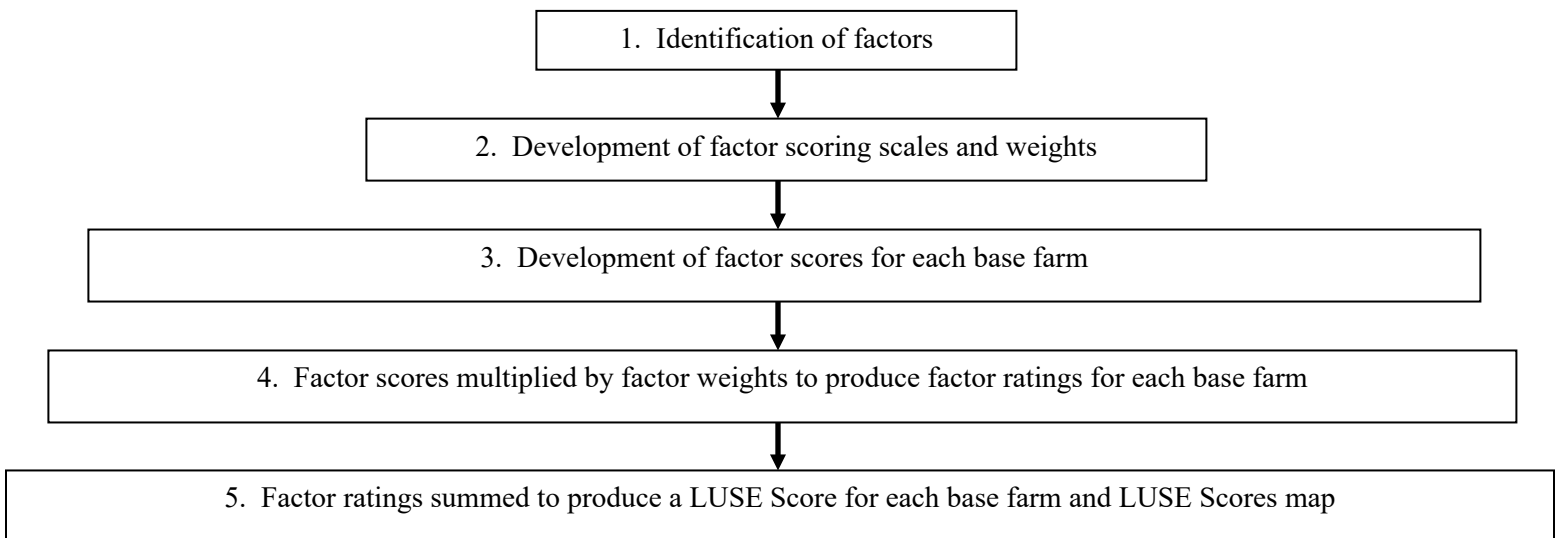 1. Identification of factors
2. Development of factor scoring scales and weights
3. Development of factor scores for each base farm
4. Factor scores multiplied by factor weights to produce factor ratings for each base farm
5. Factor ratings summed to produce a LUSE Score for each base farm and LUSE Scores map